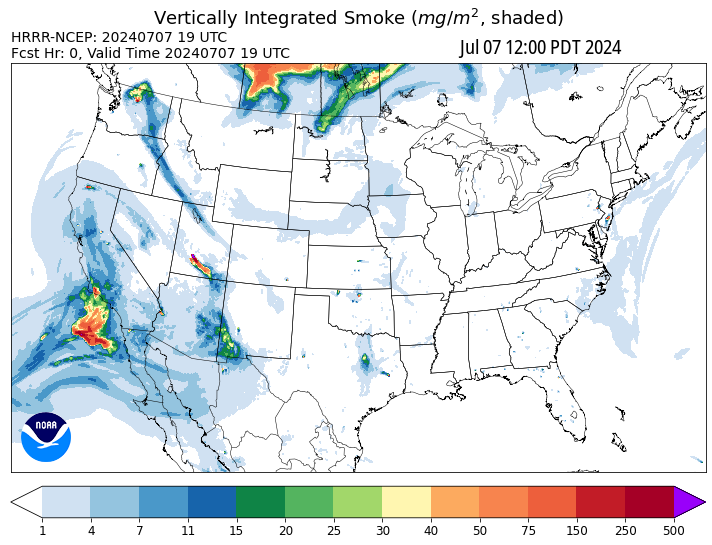 Vertically Integrated Smoke (mg/m², shaded)
HRRR-NCEP: 20240707 19 UTC
Fcst Hr: 0, Valid Time 20240707 19 UTC
Jul 07 12:00 PDT 2024
NOAA
1 4 7 11 15 20 25 30 40 50 75 150 250 500